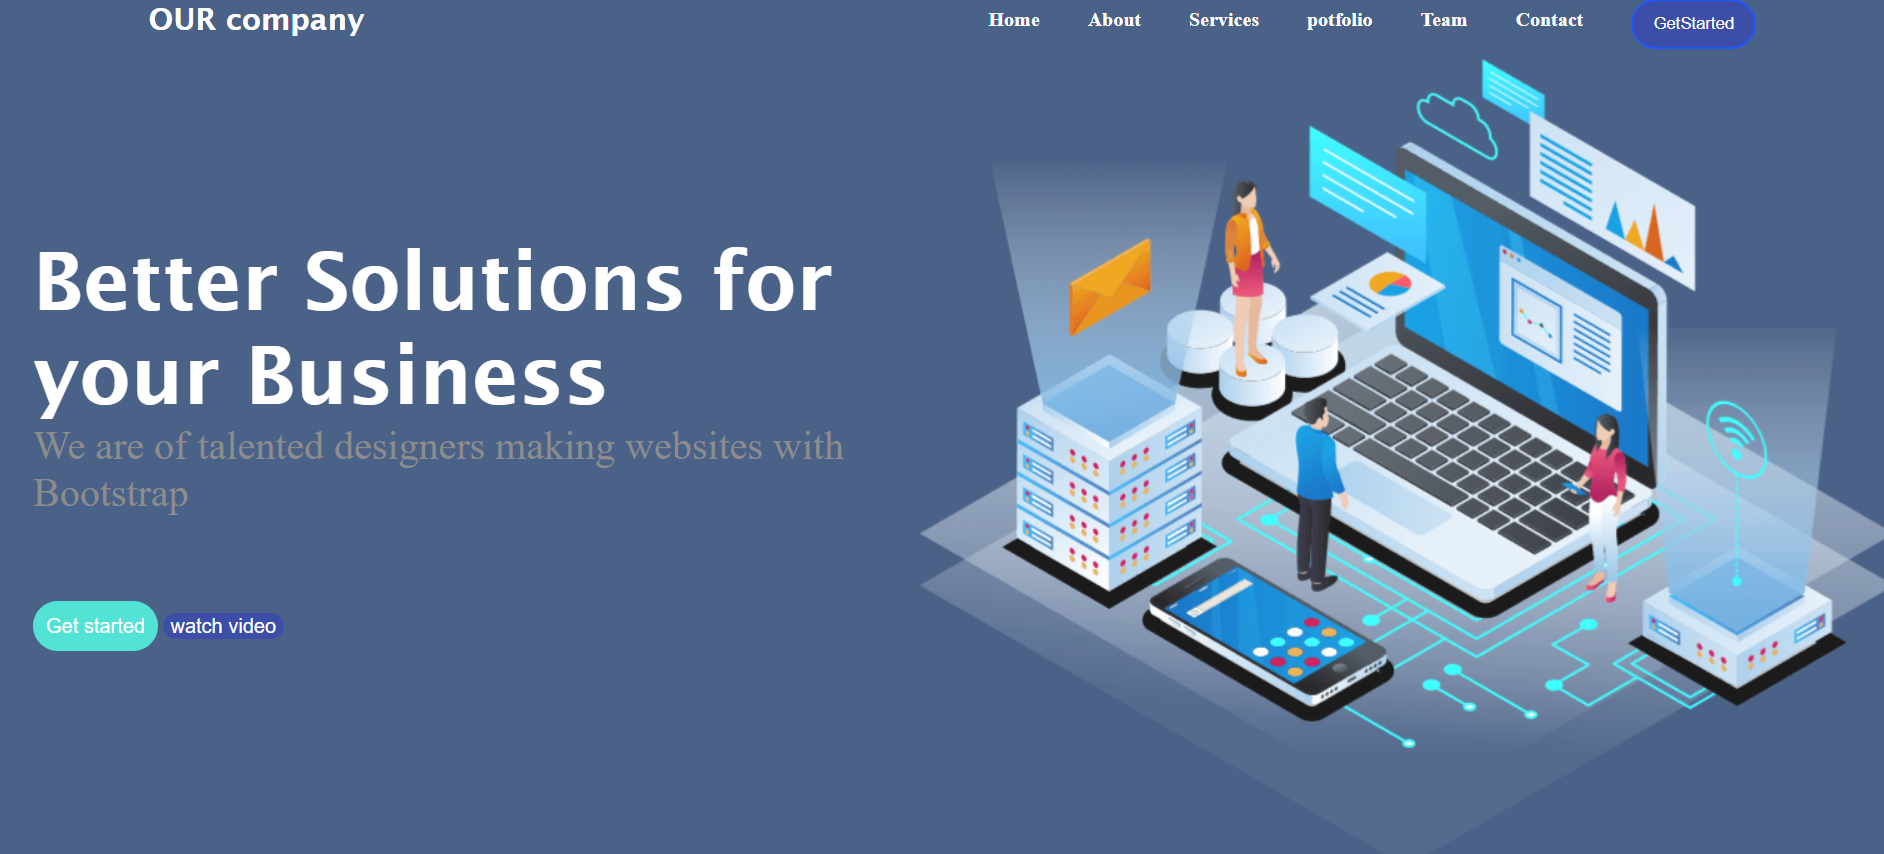 OUR company
Home About Services potfolio Team Contact GetStarted
Better Solutions for
your Business
We are of talented designers making websites with
Bootstrap
Get started watch video